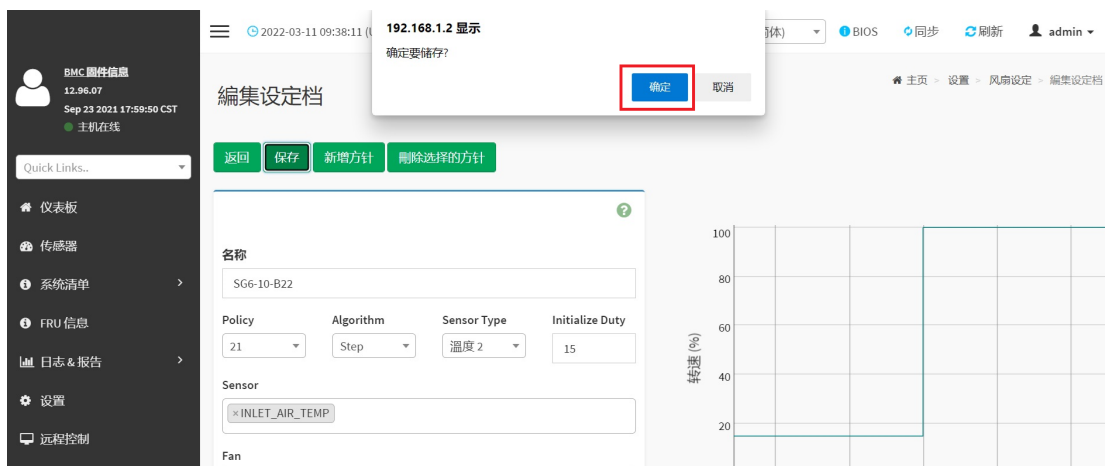 2022-03-11 09:38:11 (U
192.168.1.2 显示
确定要储存?
确定
取消
简体)
BIOS
同步
刷新
admin
BMC 固件信息
12.96.07
Sep 23 2021 17:59:50 CST
主机在线
Quick Links..
仪表板
传感器
系统清单
FRU 信息
日志 & 报告
设置
远程控制
编集设定档
主页 > 设置 > 风扇设定 > 编集设定档
返回
保存
新增方针
刪除选择的方针
名称
SG6-10-B22
Policy
Algorithm
Sensor Type
Initialize Duty
21
Step
温度 2
15
Sensor
×INLET_AIR_TEMP
Fan
转速 (%)
100
80
60
40
20